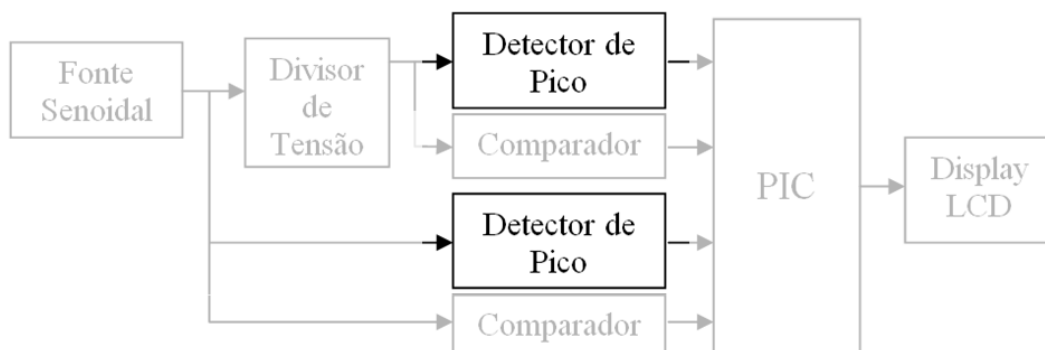 Fonte
Senoidal
Divisor
de
Tensão
Detector de
Pico
Comparador
Detector de
Pico
Comparador
PIC
Display
LCD